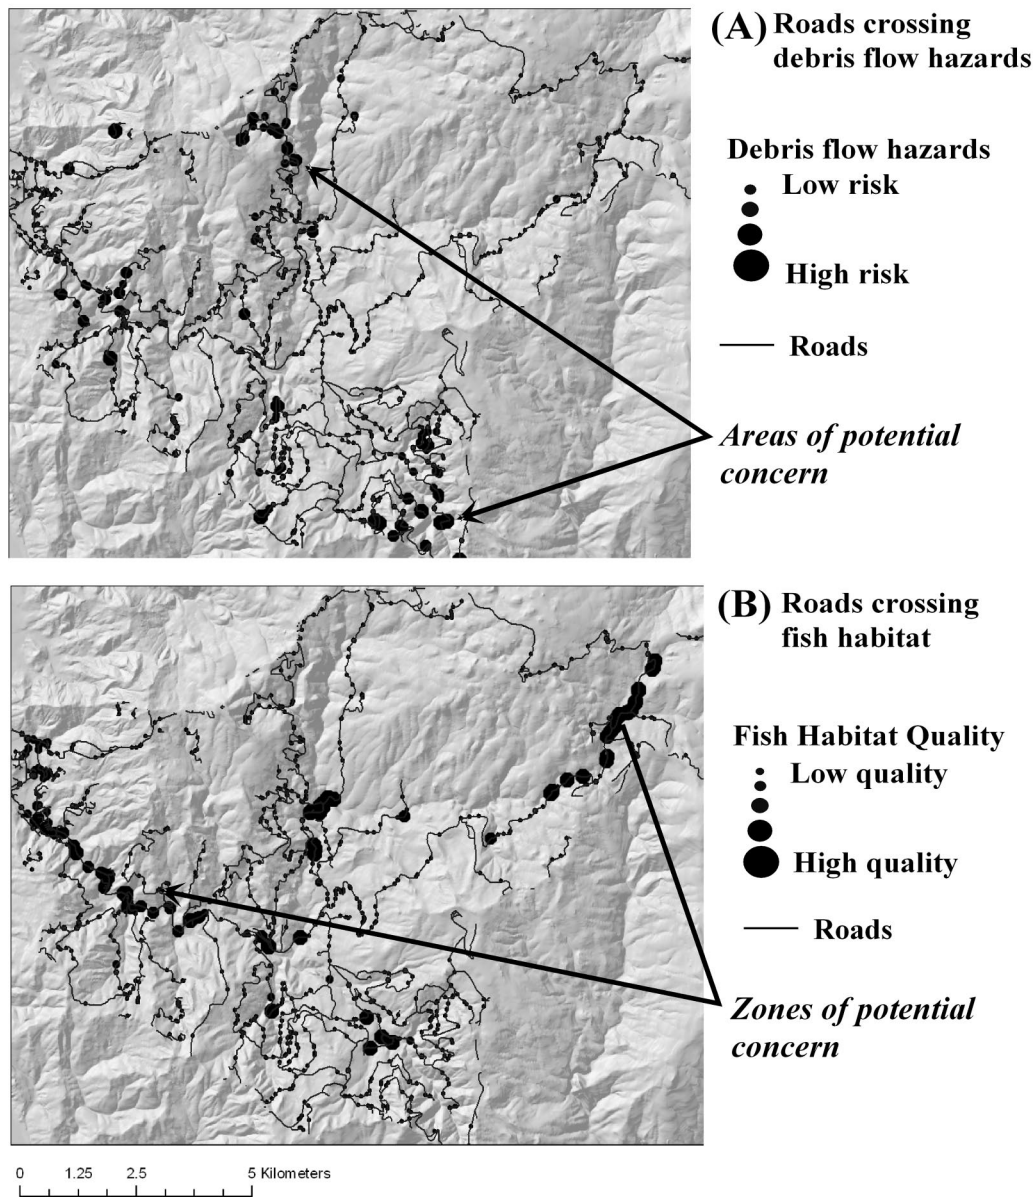 (A) Roads crossing
debris flow hazards
Debris flow hazards
Low risk
High risk
Roads
Areas of potential
concern
(B) Roads crossing
fish habitat
Fish Habitat Quality
Low quality
High quality
Roads
Zones of potential
concern
0 1.25 2.5 5 Kilometers